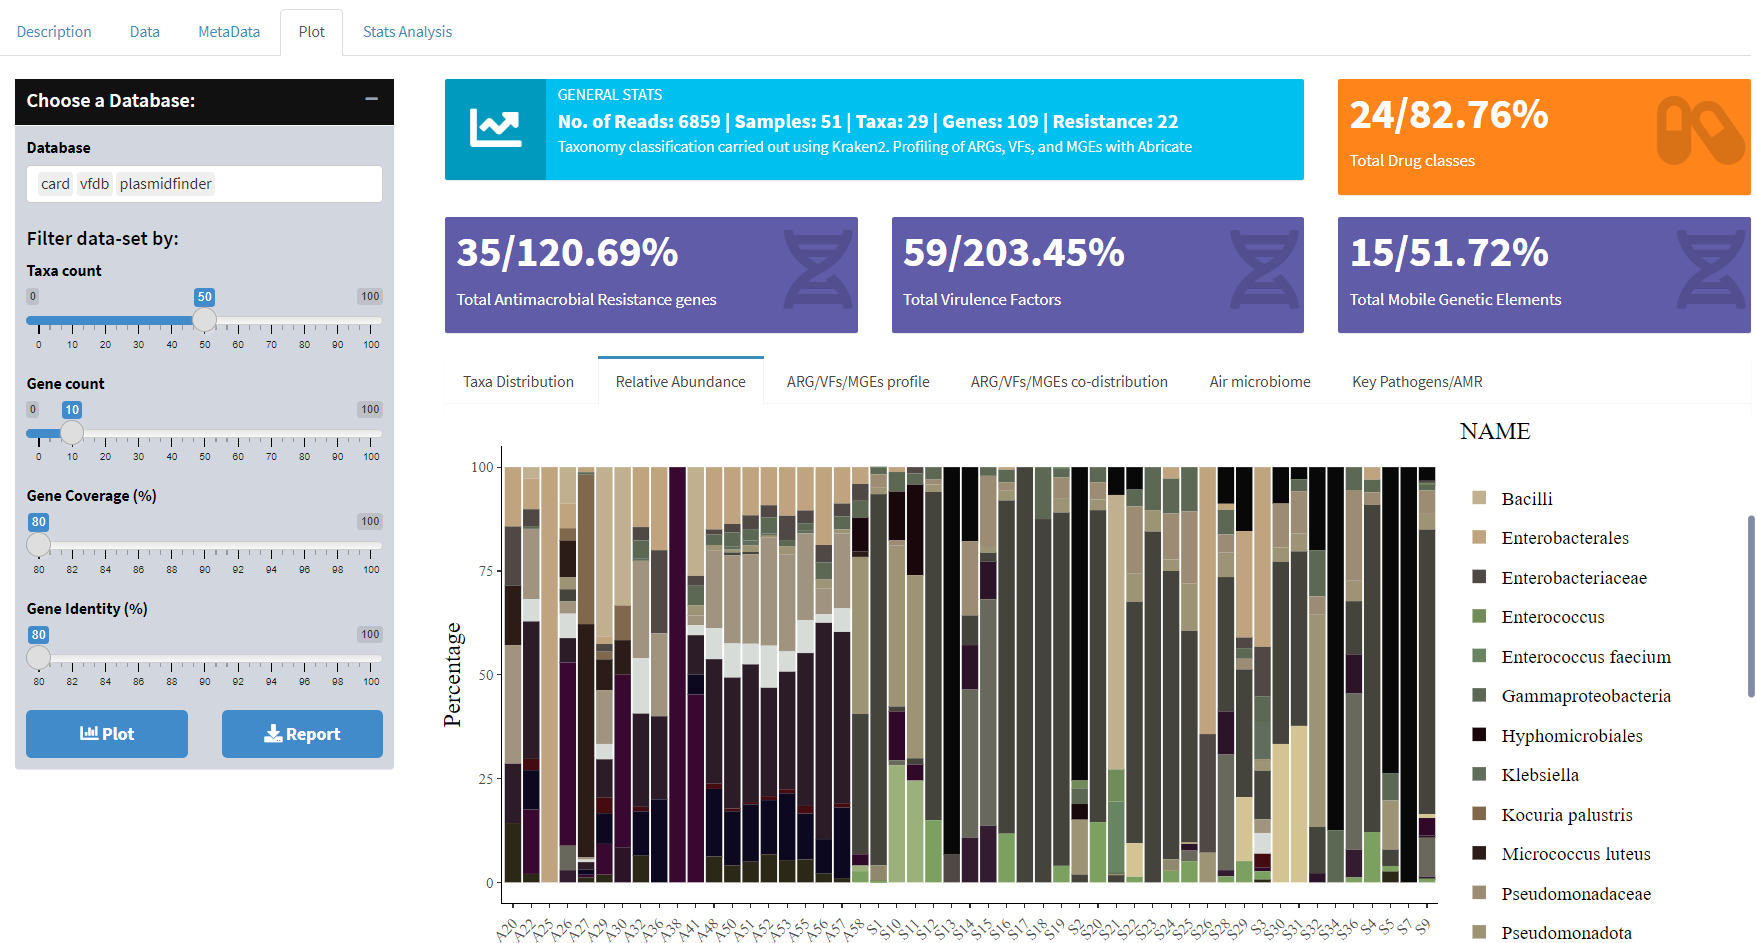 Description Data MetaData Plot Stats Analysis
Choose a Database:
Database
card vfdb plasmidfinder
Filter data-set by:
Taxa count
0 50 100
0 10 20 30 40 50 60 70 80 90 100
Gene count
0 10 100
0 10 20 30 40 50 60 70 80 90 100
Gene Coverage (%)
80 100
80 82 84 86 88 90 92 94 96 98 100
Gene Identity (%)
80 100
80 82 84 86 88 90 92 94 96 98 100
Plot Report
GENERAL STATS
No. of Reads: 6859 | Samples: 51 | Taxa: 29 | Genes: 109 | Resistance: 22
Taxonomy classification carried out using Kraken2. Profiling of ARGs, VFs, and MGEs with Abricate
24/82.76%
Total Drug classes
35/120.69%
Total Antimacrobial Resistance genes
59/203.45%
Total Virulence Factors
15/51.72%
Total Mobile Genetic Elements
Taxa Distribution Relative Abundance ARG/VFs/MGEs profile ARG/VFs/MGEs co-distribution Air microbiome Key Pathogens/AMR
Percentage
100
75
50
25
0
A20 A22 A25 A26 A27 A29 A30 A32 A36 A38 A41 A48 A50 A51 A52 A53 A55 A56 A57 A58 S1 S10 S11 S12 S13 S14 S15 S16 S17 S18 S19 S2 S20 S21 S22 S23 S24 S25 S26 S28 S29 S3 S30 S31 S32 S34 S36 S4 S5 S7 S9
NAME
Bacilli
Enterobacterales
Enterobacteriaceae
Enterococcus
Enterococcus faecium
Gammaproteobacteria
Hyphomicrobiales
Klebsiella
Kocuria palustris
Micrococcus luteus
Pseudomonadaceae
Pseudomonadota